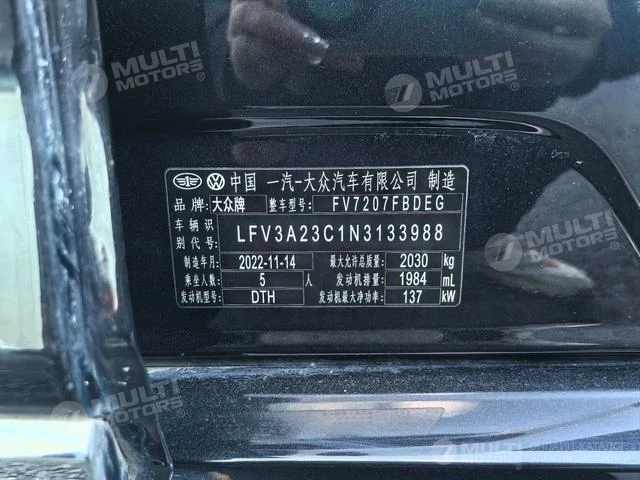 MULTI
MOTORS
MULTI
MOTORS
中国 一汽-大众汽车有限公司 制造
品牌: 大众牌 整车型号: FV7207FBDEG
车辆识
别代号: LFV3A23C1N3133988
制造年月: 2022-11-14 最大允许总质量: 2030 kg
乘坐人数: 5 人 发动机排量: 1984 mL
发动机型号: DTH 发动机最大净功率: 137 kW
MULTI
MOTORS
MULTI